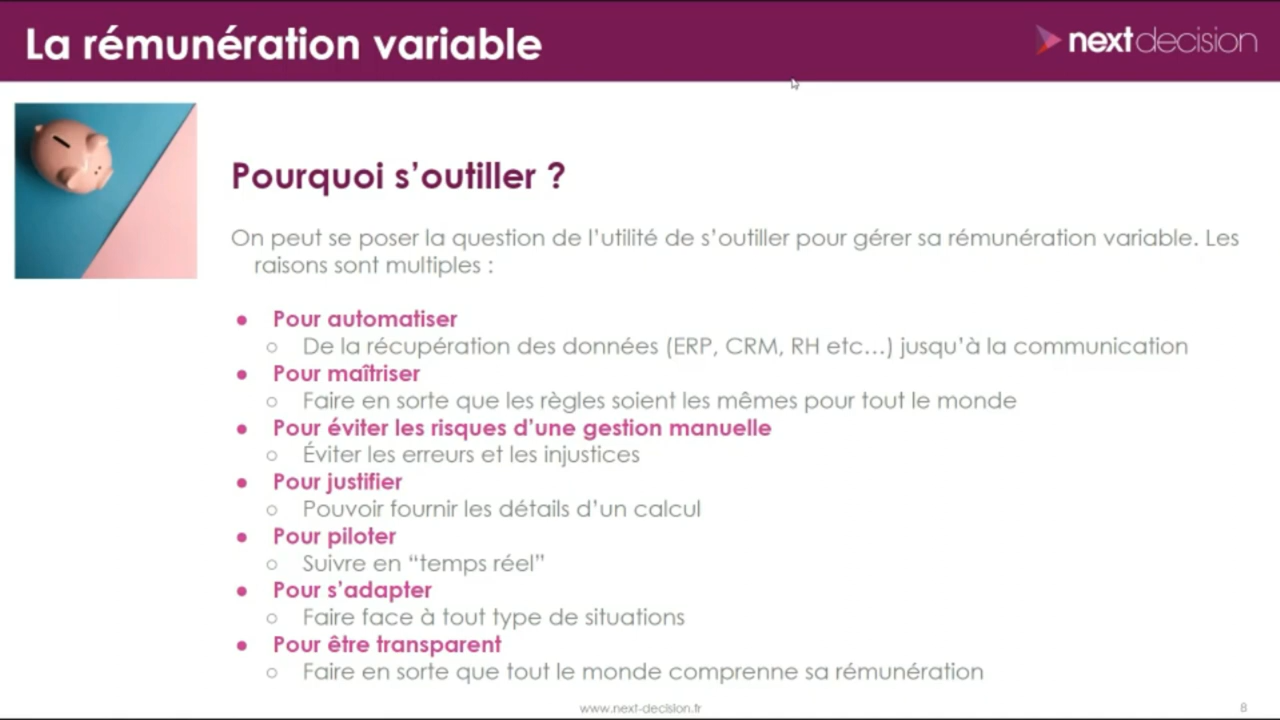 La rémunération variable
nextdecision
Pourquoi s’outiller ?
On peut se poser la question de l’utilité de s’outiller pour gérer sa rémunération variable. Les
raisons sont multiples :
● Pour automatiser
○ De la récupération des données (ERP, CRM, RH etc...) jusqu’à la communication
● Pour maîtriser
○ Faire en sorte que les règles soient les mêmes pour tout le monde
● Pour éviter les risques d’une gestion manuelle
○ Éviter les erreurs et les injustices
● Pour justifier
○ Pouvoir fournir les détails d’un calcul
● Pour piloter
○ Suivre en “temps réel”
● Pour s’adapter
○ Faire face à tout type de situations
● Pour être transparent
○ Faire en sorte que tout le monde comprenne sa rémunération
www.next-decision.fr
8